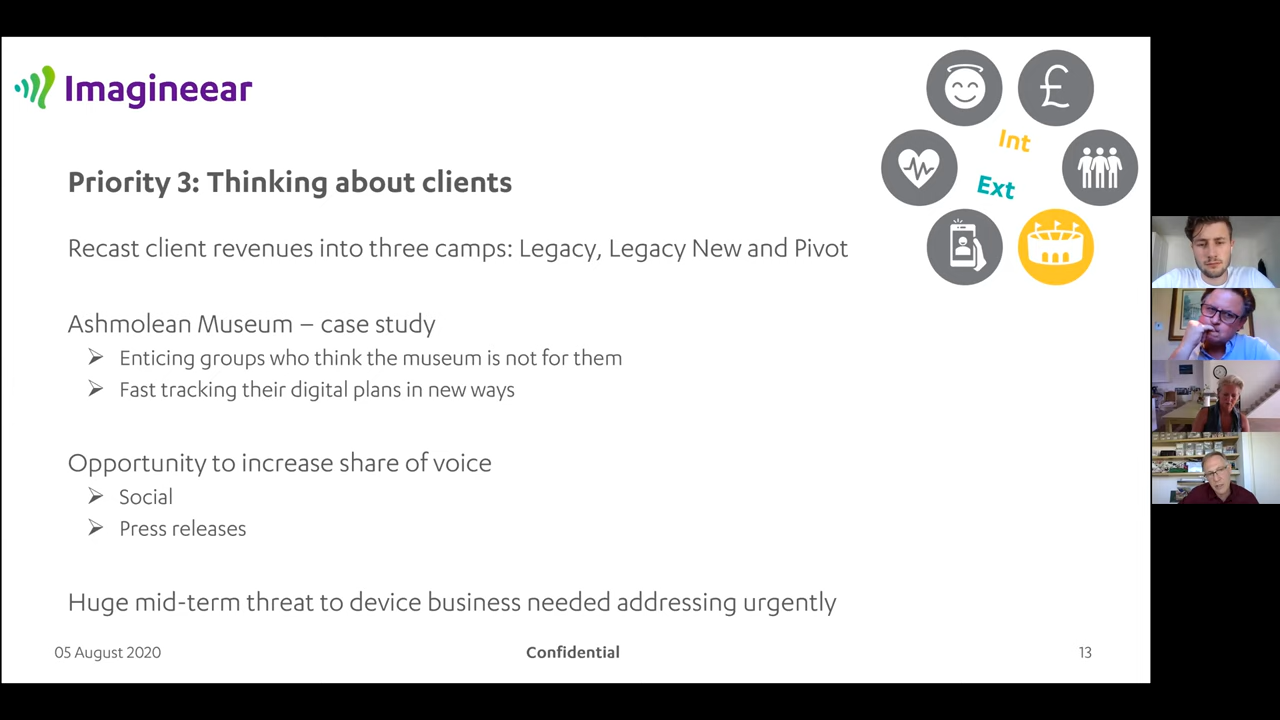 Imagineear
£
Int
Ext
Priority 3: Thinking about clients
Recast client revenues into three camps: Legacy, Legacy New and Pivot
Ashmolean Museum – case study
➢ Enticing groups who think the museum is not for them
➢ Fast tracking their digital plans in new ways
Opportunity to increase share of voice
➢ Social
➢ Press releases
Huge mid-term threat to device business needed addressing urgently
05 August 2020
Confidential
13